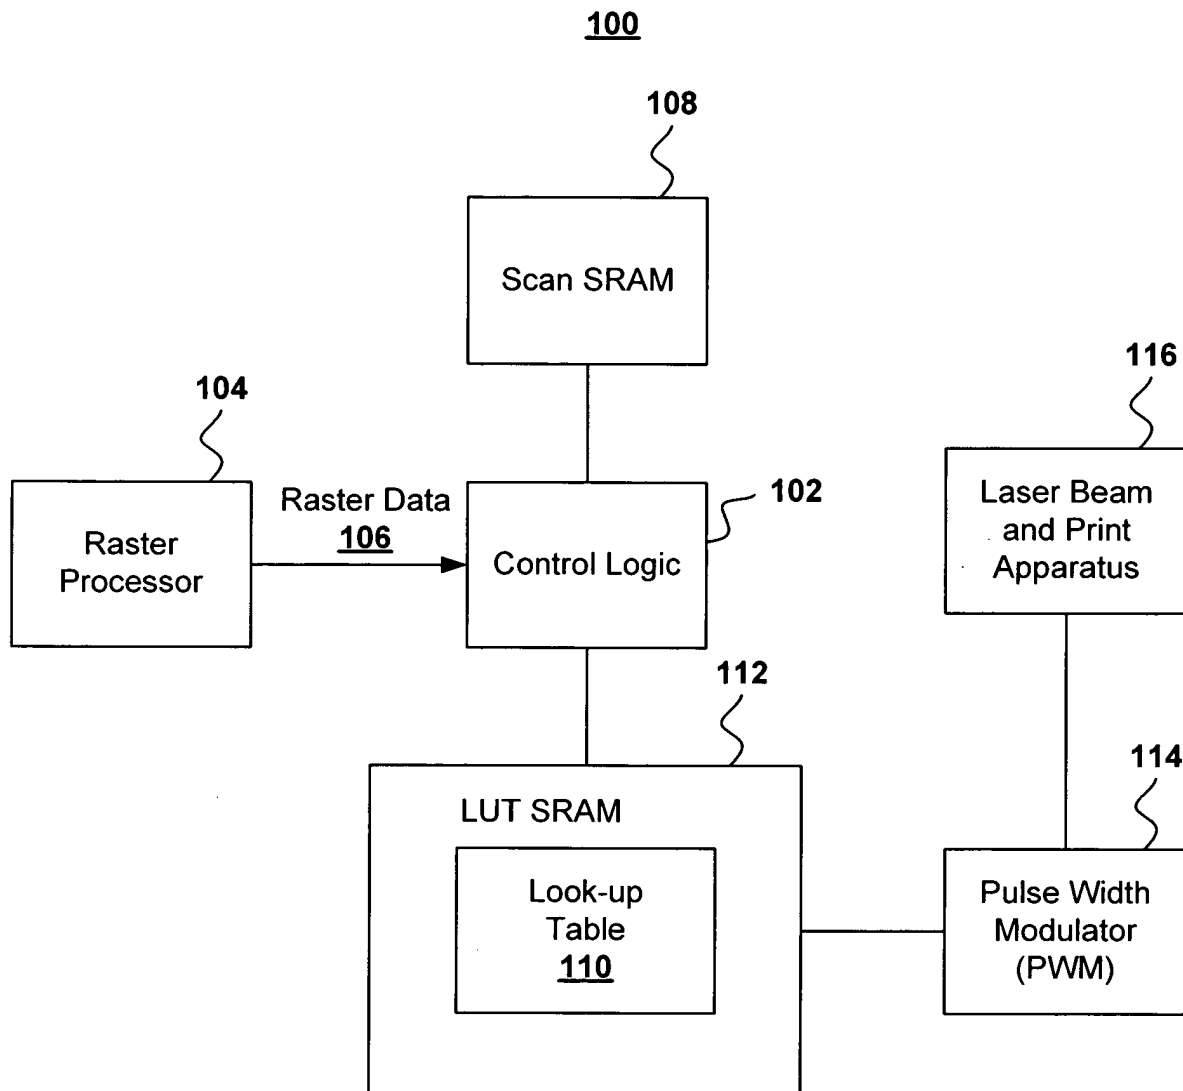 100
108
Scan SRAM
116
104
Laser Beam
and Print
Apparatus
Raster Data
106
102
Raster
Processor
Control Logic
112
114
LUT SRAM
Look-up
Table
110
Pulse Width
Modulator
(PWM)